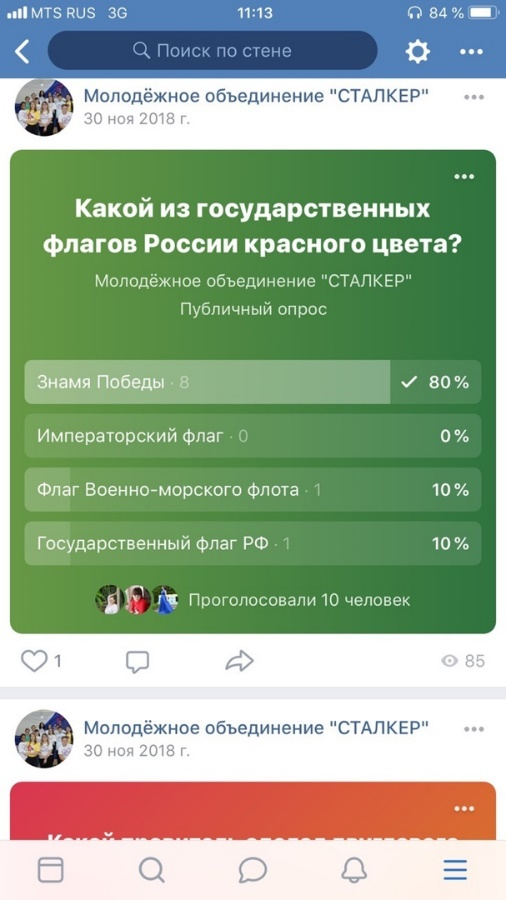 MTS RUS 3G 11:13 84 %
Поиск по стене
Молодёжное объединение "СТАЛКЕР"
30 ноя 2018 г.
Какой из государственных
флагов России красного цвета?
Молодёжное объединение "СТАЛКЕР"
Публичный опрос
Знамя Победы · 8 80 %
Императорский флаг · 0 0 %
Флаг Военно-морского флота · 1 10 %
Государственный флаг РФ · 1 10 %
Проголосовали 10 человек
1 85
Молодёжное объединение "СТАЛКЕР"
30 ноя 2018 г.